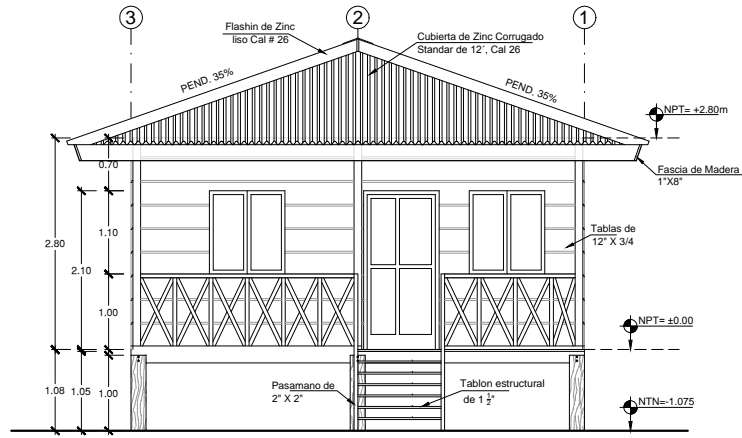 3
2
1
Flashin de Zinc
liso Cal # 26
Cubierta de Zinc Corrugado
Standar de 12´, Cal 26
PEND. 35%
PEND. 35%
NPT= +2.80m
Fascia de Madera
1"X8"
0.70
Tablas de
12" X 3/4
1.10
2.80
2.10
1.00
NPT= ±0.00
1.08
1.05
1.00
Pasamano de
2" X 2"
Tablon estructural
de 1 1/2"
NTN=-1.075